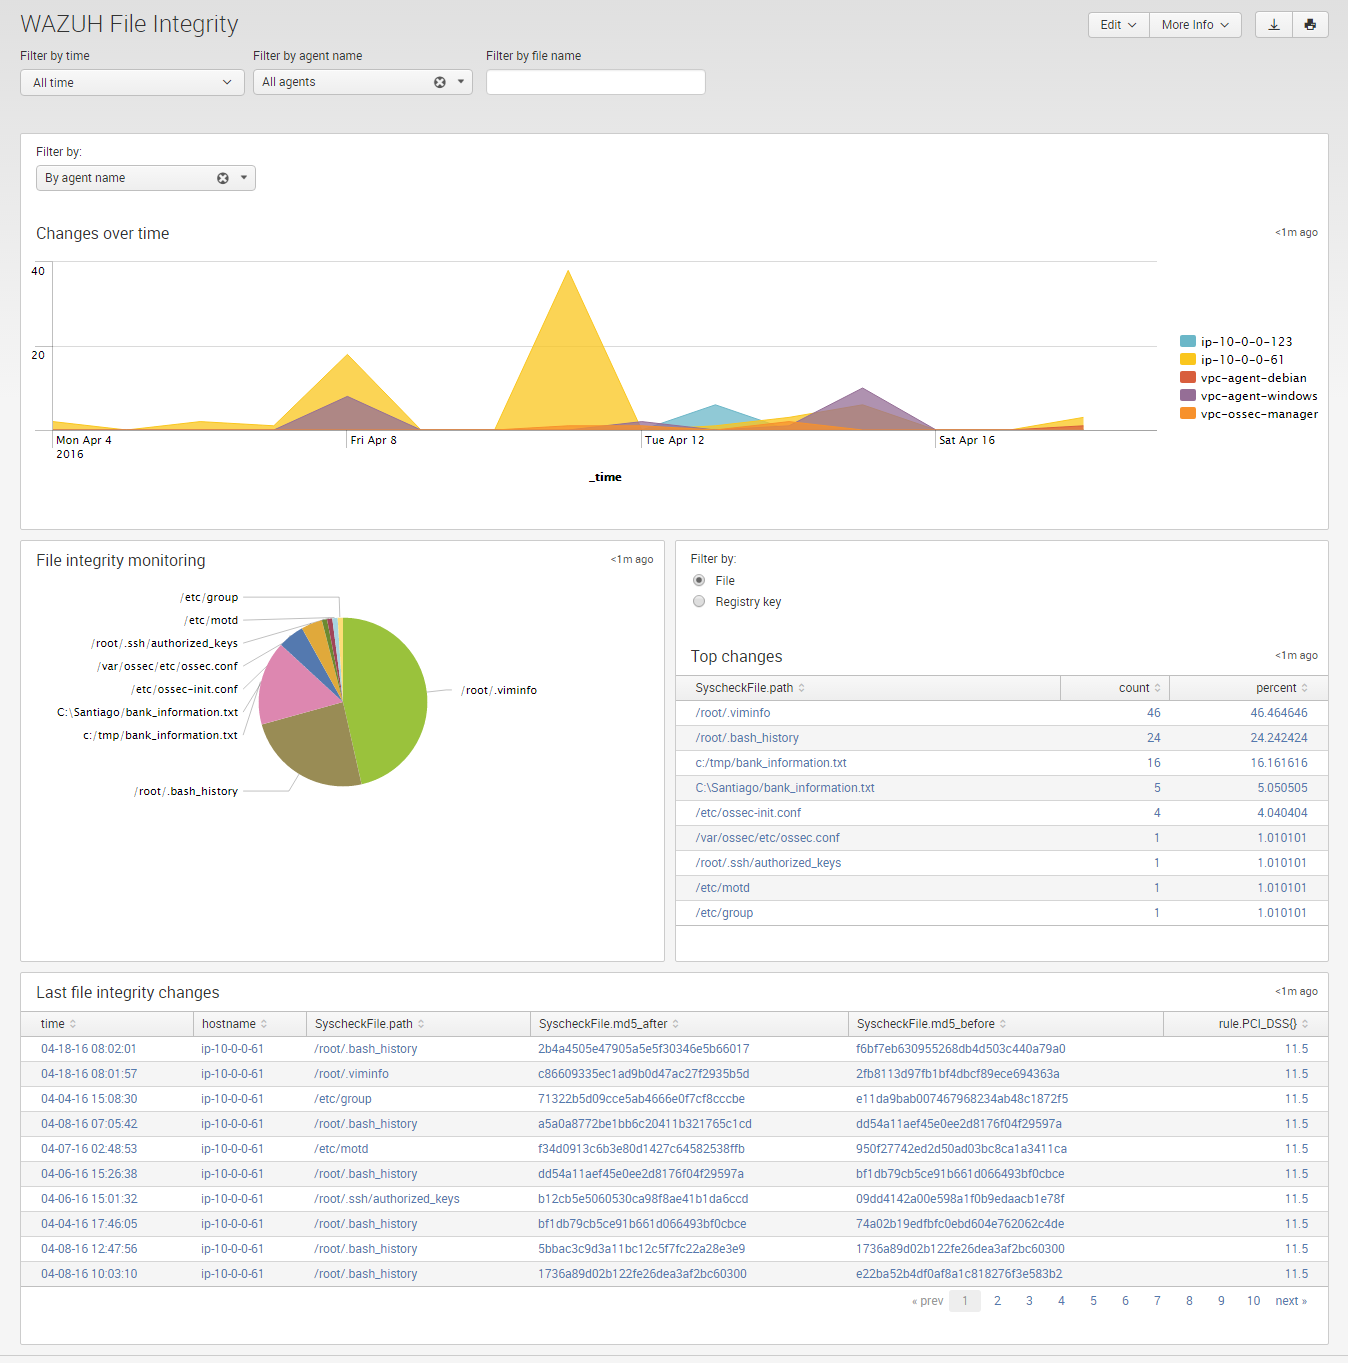 WAZUH File Integrity
Edit
More Info
Filter by time
Filter by agent name
Filter by file name
All time
All agents
Filter by:
By agent name
Changes over time
<1m ago
40
20
Mon Apr 4
2016
Fri Apr 8
Tue Apr 12
Sat Apr 16
_time
ip-10-0-0-123
ip-10-0-0-61
vpc-agent-debian
vpc-agent-windows
vpc-ossec-manager
File integrity monitoring
<1m ago
/etc/group
/etc/motd
/root/.ssh/authorized_keys
/var/ossec/etc/ossec.conf
/etc/ossec-init.conf
C:\Santiago/bank_information.txt
c:/tmp/bank_information.txt
/root/.bash_history
/root/.viminfo
Filter by:
File
Registry key
Top changes
<1m ago
SyscheckFile.path count percent
/root/.viminfo 46 46.464646
/root/.bash_history 24 24.242424
c:/tmp/bank_information.txt 16 16.161616
C:\Santiago/bank_information.txt 5 5.050505
/etc/ossec-init.conf 4 4.040404
/var/ossec/etc/ossec.conf 1 1.010101
/root/.ssh/authorized_keys 1 1.010101
/etc/motd 1 1.010101
/etc/group 1 1.010101
Last file integrity changes
<1m ago
time hostname SyscheckFile.path SyscheckFile.md5_after SyscheckFile.md5_before rule.PCI_DSS{}
04-18-16 08:02:01 ip-10-0-0-61 /root/.bash_history 2b4a4505e47905a5e5f30346e5b66017 f6bf7eb630955268db4d503c440a79a0 11.5
04-18-16 08:01:57 ip-10-0-0-61 /root/.viminfo c86609335ec1ad9b0d47ac27f2935b5d 2fb8113d97fb1bf4dbcf89ece694363a 11.5
04-04-16 15:08:30 ip-10-0-0-61 /etc/group 71322b5d09cce5ab4666e0f7cf8cccbe e11da9bab007467968234ab48c1872f5 11.5
04-08-16 07:05:42 ip-10-0-0-61 /root/.bash_history a5a0a8772be1bb6c20411b321765c1cd dd54a11aef45e0ee2d8176f04f29597a 11.5
04-07-16 02:48:53 ip-10-0-0-61 /etc/motd f34d0913c6b3e80d1427c64582538ffb 950f27742ed2d50ad03bc8ca1a3411ca 11.5
04-06-16 15:26:38 ip-10-0-0-61 /root/.bash_history dd54a11aef45e0ee2d8176f04f29597a bf1db79cb5ce91b661d066493bf0cbce 11.5
04-06-16 15:01:32 ip-10-0-0-61 /root/.ssh/authorized_keys b12cb5e5060530ca98f8ae41b1da6ccd 09dd4142a00e598a1f0b9edaacb1e78f 11.5
04-04-16 17:46:05 ip-10-0-0-61 /root/.bash_history bf1db79cb5ce91b661d066493bf0cbce 74a02b19edfbfc0ebd604e762062c4de 11.5
04-08-16 12:47:56 ip-10-0-0-61 /root/.bash_history 5bbac3c9d3a11bc12c5f7fc22a28e3e9 1736a89d02b122fe26dea3af2bc60300 11.5
04-08-16 10:03:10 ip-10-0-0-61 /root/.bash_history 1736a89d02b122fe26dea3af2bc60300 e22ba52b4df0af8a1c818276f3e583b2 11.5
« prev 1 2 3 4 5 6 7 8 9 10 next »